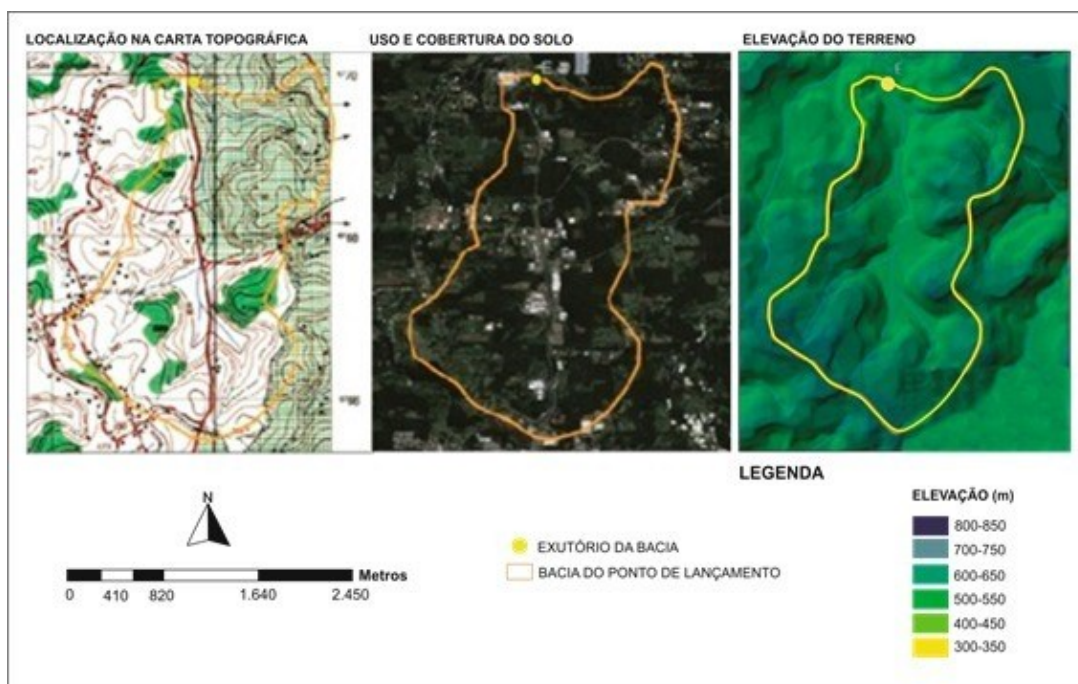 LOCALIZAÇÃO NA CARTA TOPOGRÁFICA
USO E COBERTURA DO SOLO
ELEVAÇÃO DO TERRENO
N
Metros
0 410 820 1.640 2.450
EXUTÓRIO DA BACIA
BACIA DO PONTO DE LANÇAMENTO
LEGENDA
ELEVAÇÃO (m)
800-850
700-750
600-650
500-550
400-450
300-350